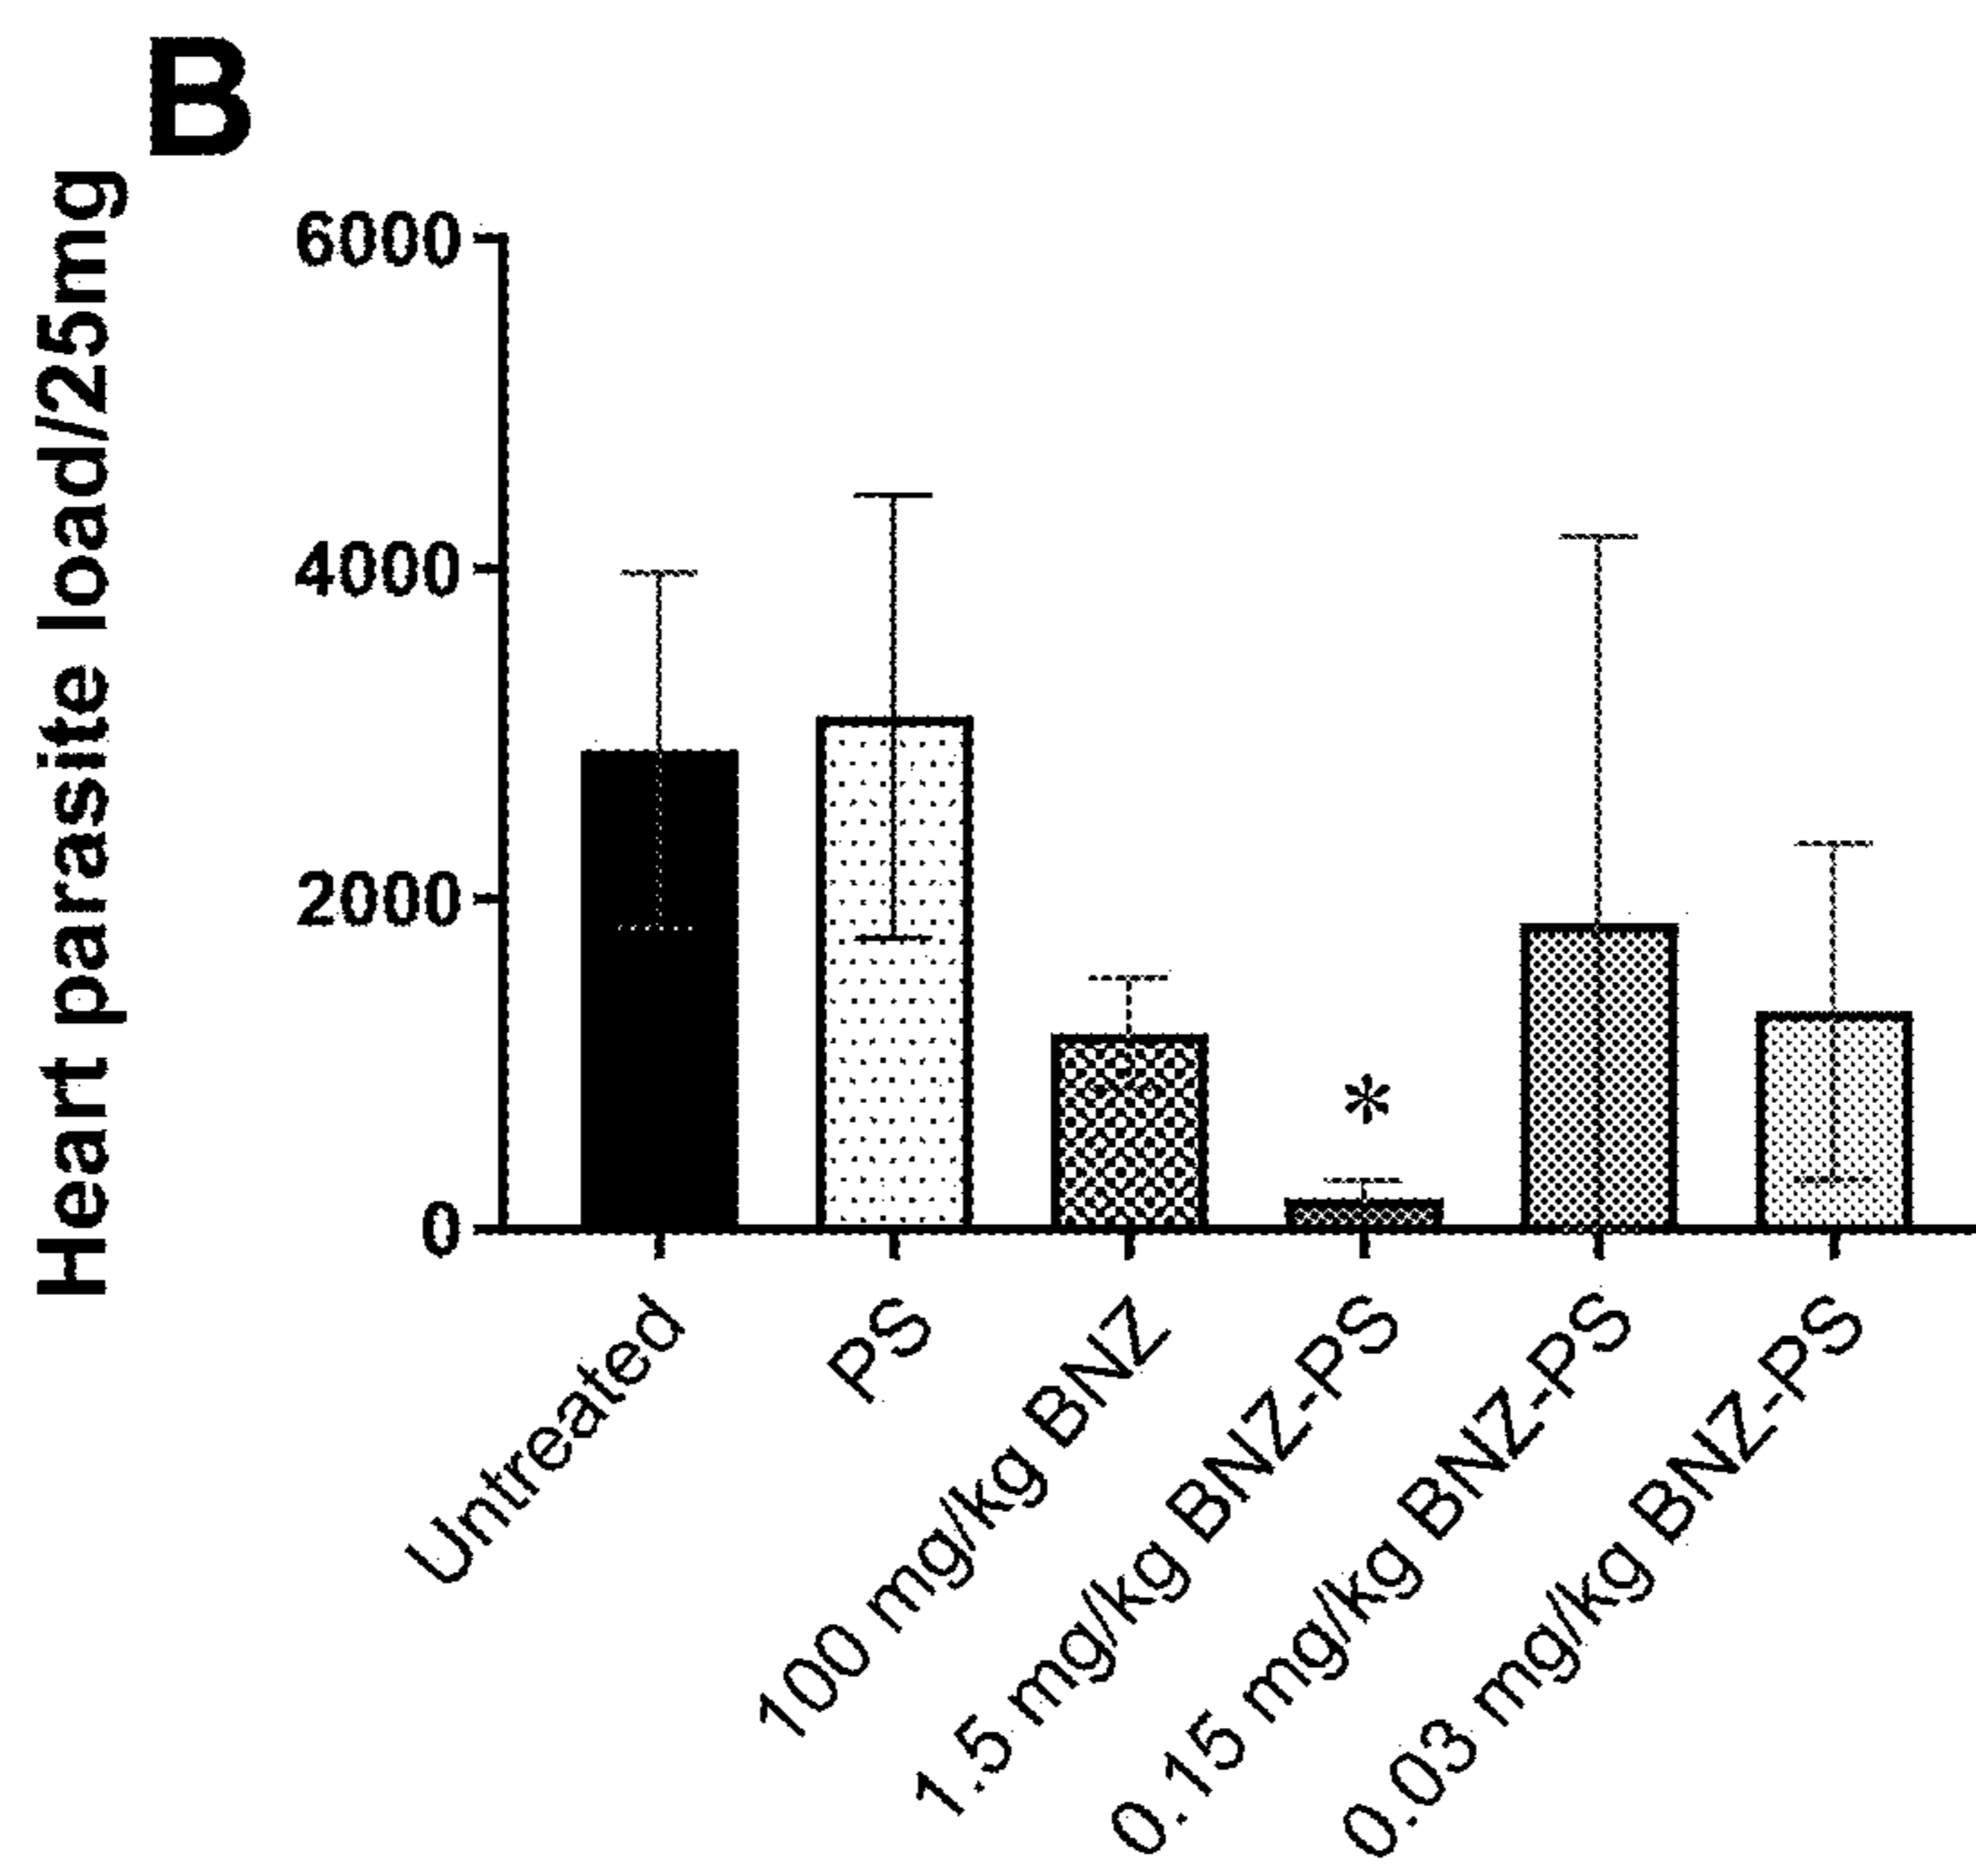 B
Heart parasite load/25mg
6000
4000
2000
0
*
Untreated
PS
100 mg/kg BNZ
1.5 mg/kg BNZ-PS
0.15 mg/kg BNZ-PS
0.03 mg/kg BNZ-PS